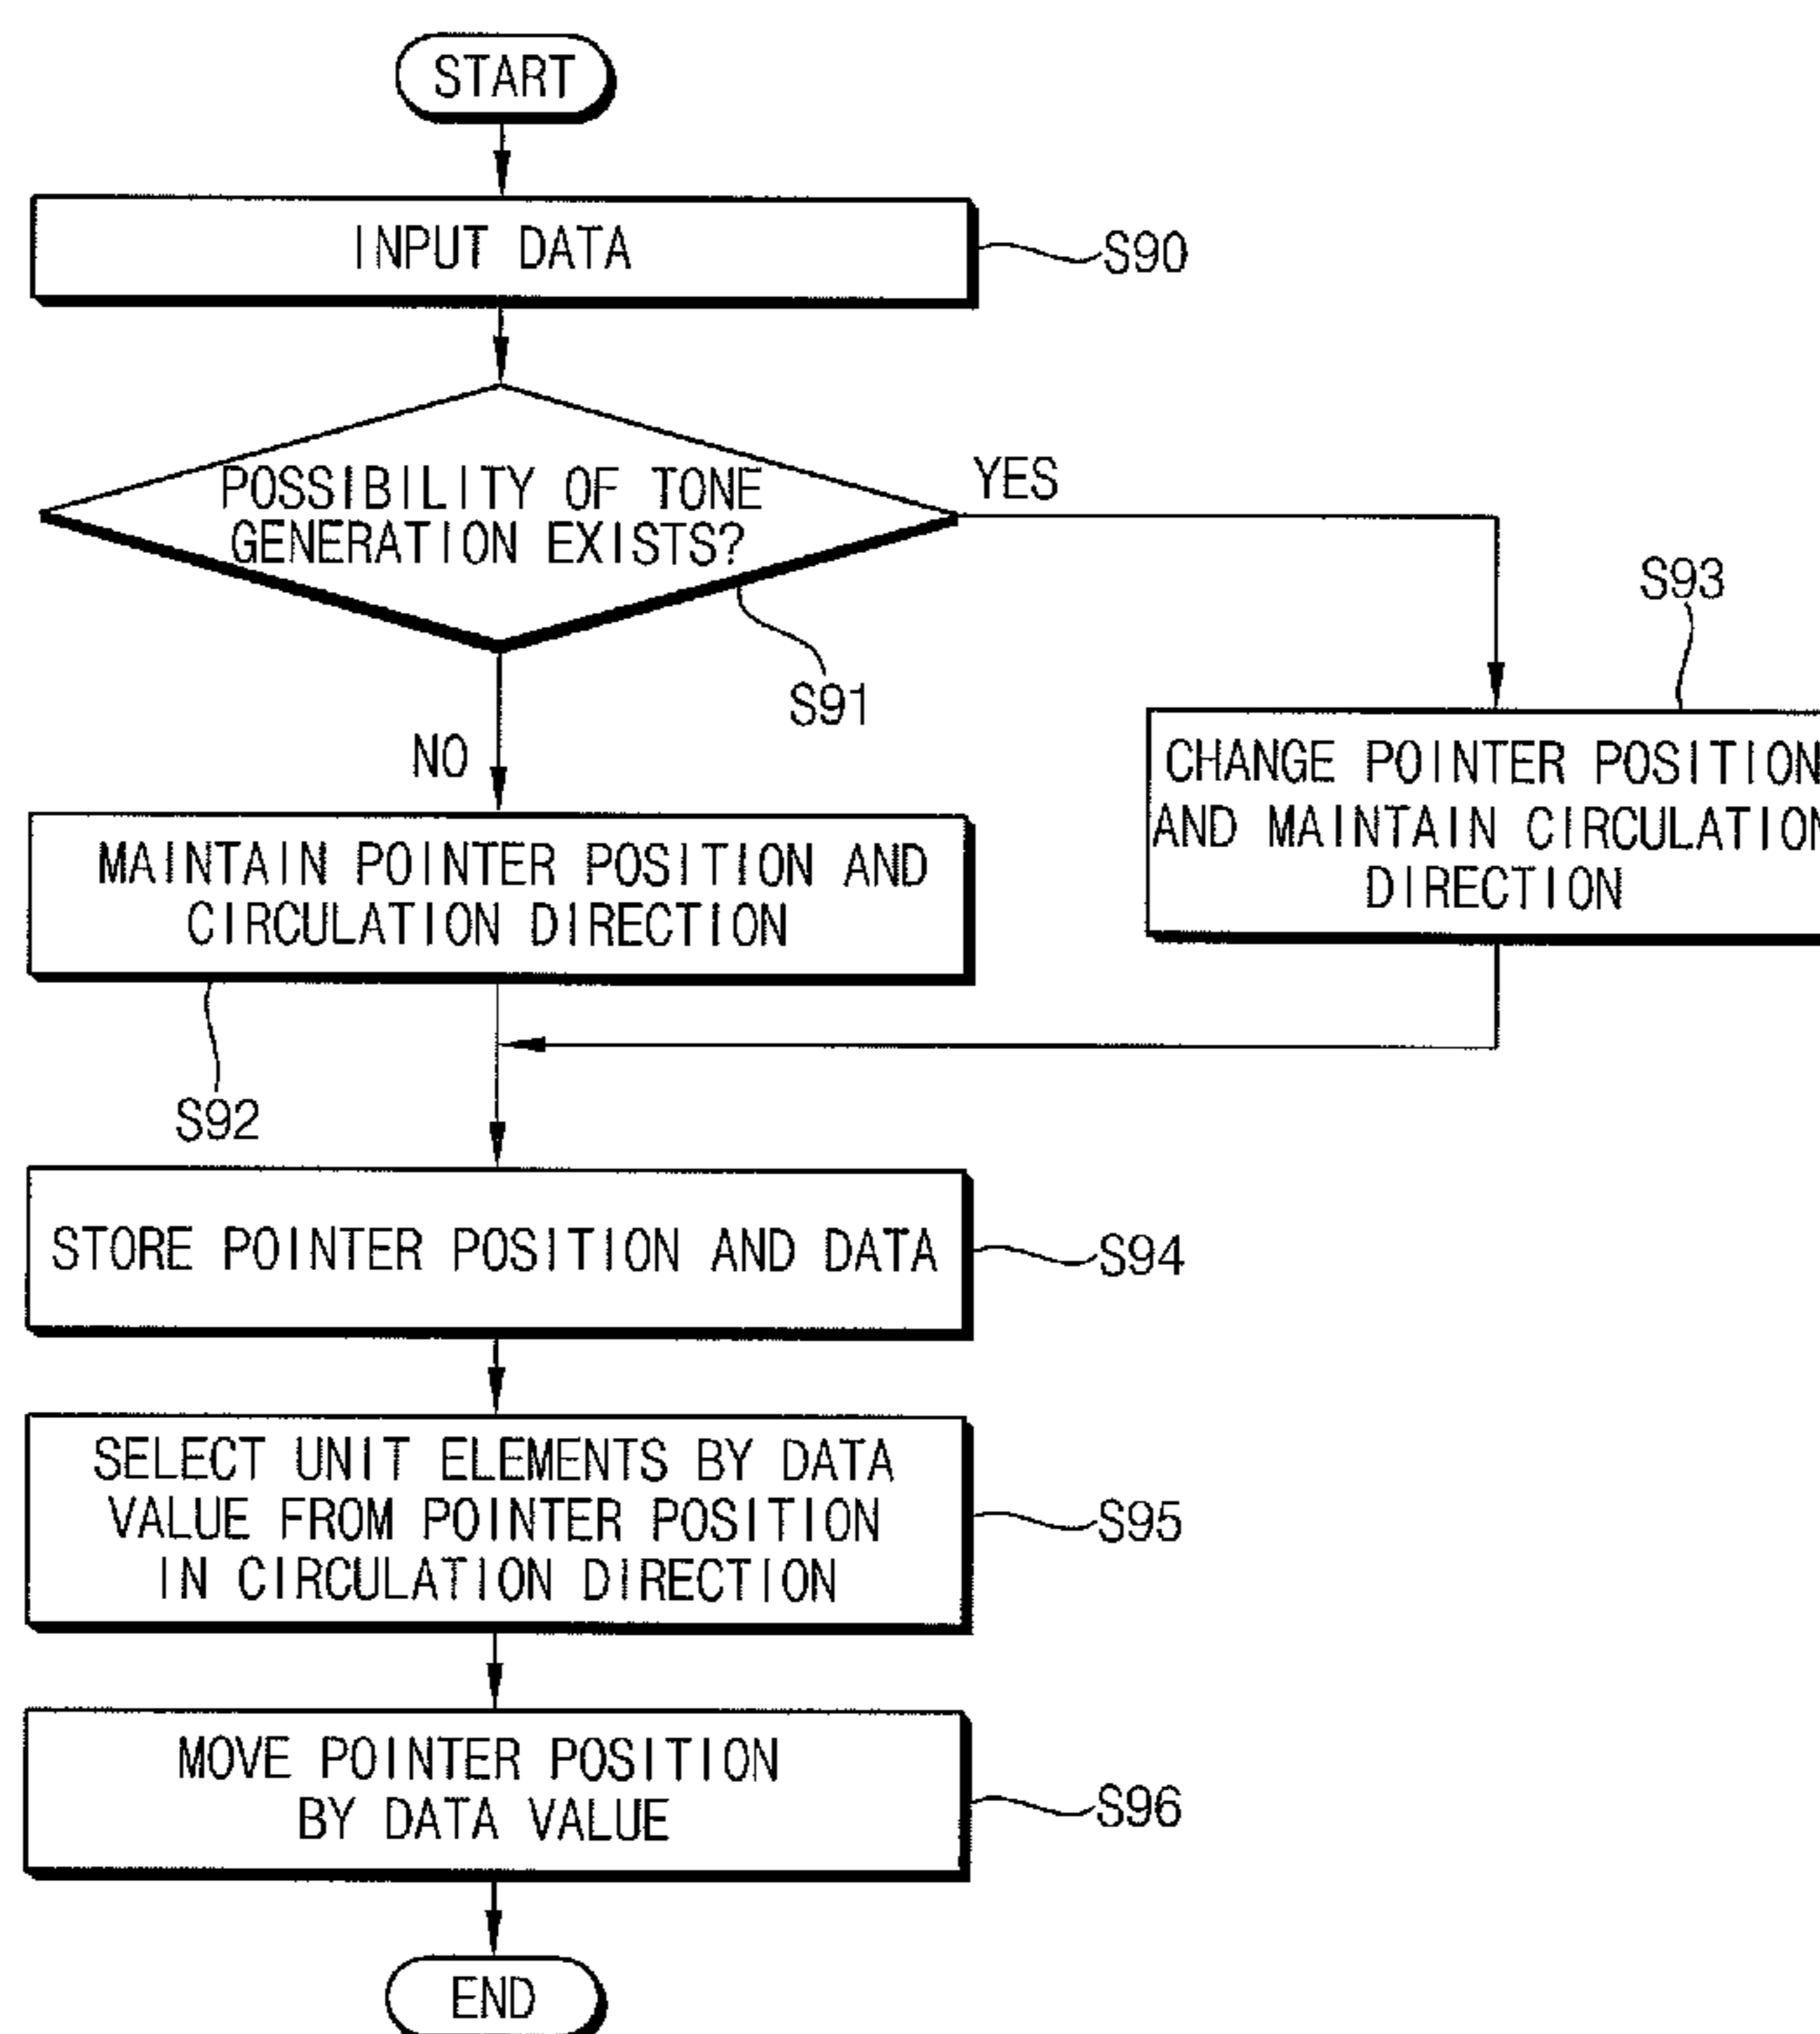 START
INPUT DATA
S90
POSSIBILITY OF TONE
GENERATION EXISTS?
YES
S91
NO
S93
CHANGE POINTER POSITION
AND MAINTAIN CIRCULATION
DIRECTION
MAINTAIN POINTER POSITION AND
CIRCULATION DIRECTION
S92
STORE POINTER POSITION AND DATA
S94
SELECT UNIT ELEMENTS BY DATA
VALUE FROM POINTER POSITION
IN CIRCULATION DIRECTION
S95
MOVE POINTER POSITION
BY DATA VALUE
S96
END